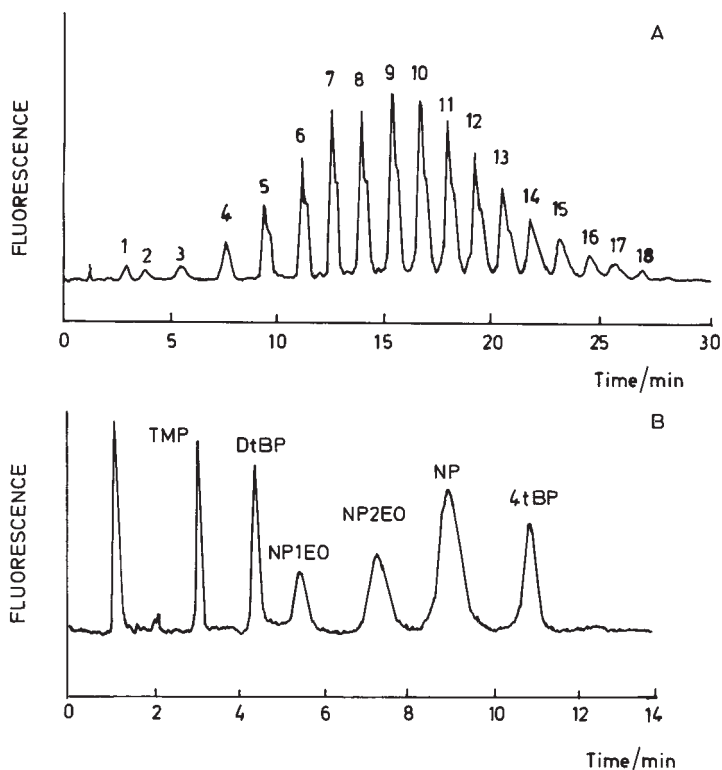 A
FLUORESCENCE
1 2 3 4 5 6 7 8 9 10 11 12 13 14 15 16 17 18
0 5 10 15 20 25 30
Time/min
B
FLUORESCENCE
TMP DtBP NP1EO NP2EO NP 4tBP
0 2 4 6 8 10 12 14
Time/min